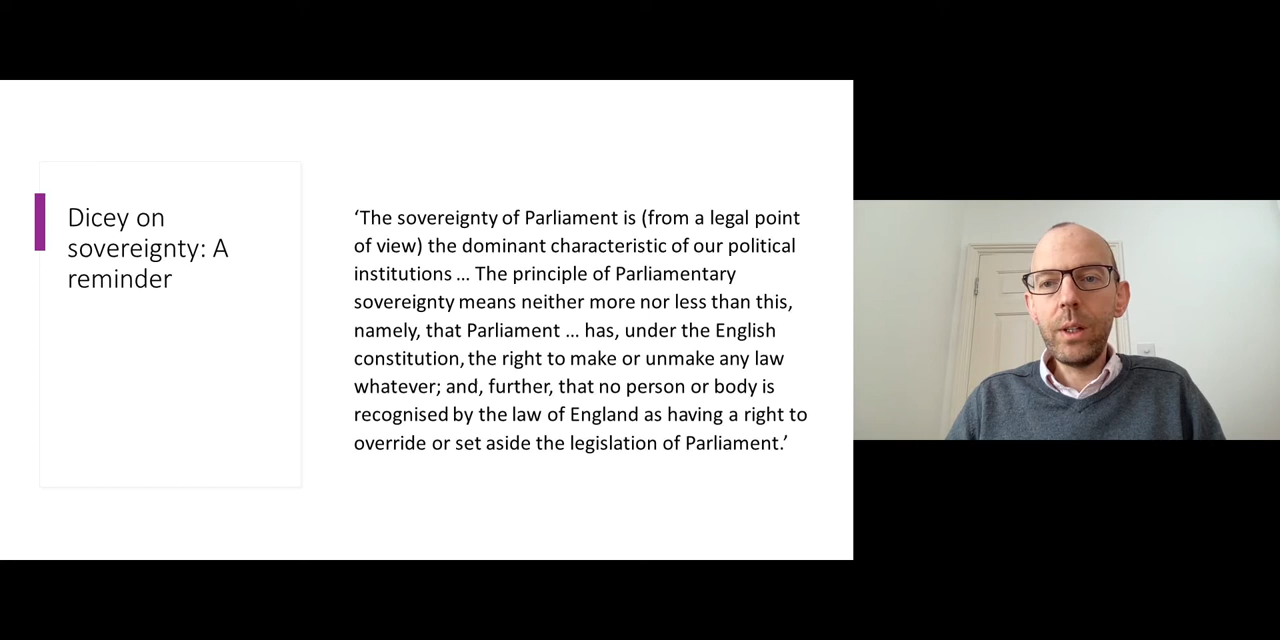 Dicey on
sovereignty: A
reminder
‘The sovereignty of Parliament is (from a legal point
of view) the dominant characteristic of our political
institutions ... The principle of Parliamentary
sovereignty means neither more nor less than this,
namely, that Parliament ... has, under the English
constitution, the right to make or unmake any law
whatever; and, further, that no person or body is
recognised by the law of England as having a right to
override or set aside the legislation of Parliament.’